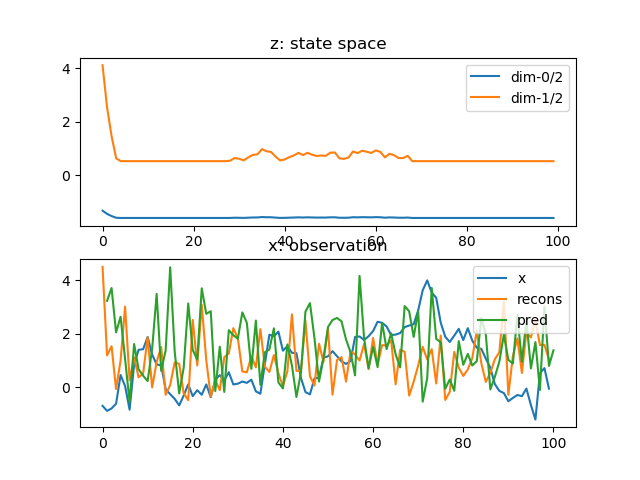 z: state space
4
2
0
dim-0/2
dim-1/2
0 20 40 60 80 100
x: observation
4
2
0
x
recons
pred
0 20 40 60 80 100